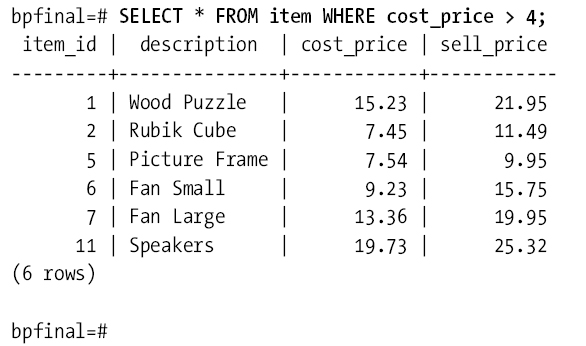 bpfinal=# SELECT * FROM item WHERE cost_price > 4;
 item_id |  description  | cost_price | sell_price
---------+---------------+------------+------------
       1 | Wood Puzzle   |      15.23 |      21.95
       2 | Rubik Cube    |       7.45 |      11.49
       5 | Picture Frame |       7.54 |       9.95
       6 | Fan Small     |       9.23 |      15.75
       7 | Fan Large     |      13.36 |      19.95
      11 | Speakers      |      19.73 |      25.32
(6 rows)

bpfinal=#